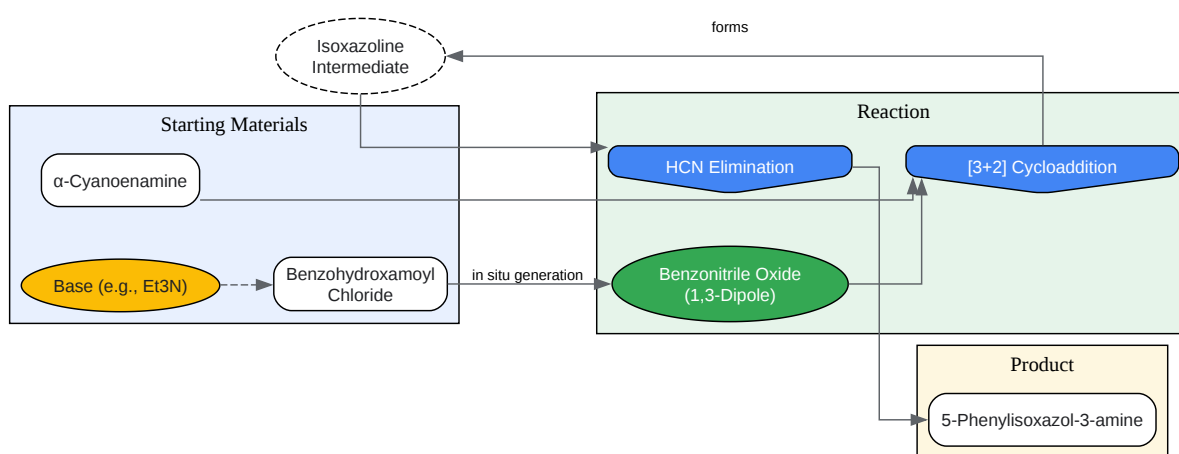 forms
Isoxazoline
Intermediate
Starting Materials
Reaction
α-Cyanoenamine
HCN Elimination
[3+2] Cycloaddition
Base (e.g., Et3N)
Benzohydroxamoyl
Chloride
in situ generation
Benzonitrile Oxide
(1,3-Dipole)
Product
5-Phenylisoxazol-3-amine